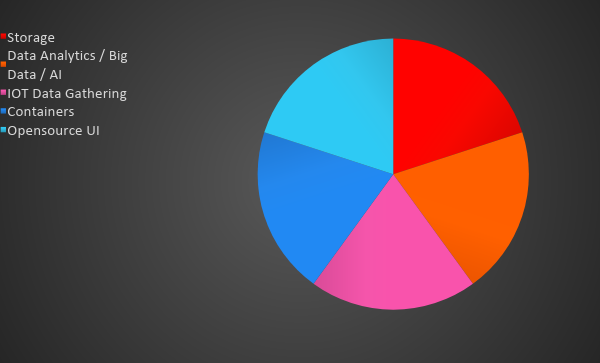 Storage
Data Analytics / Big
Data / AI
IOT Data Gathering
Containers
Opensource UI